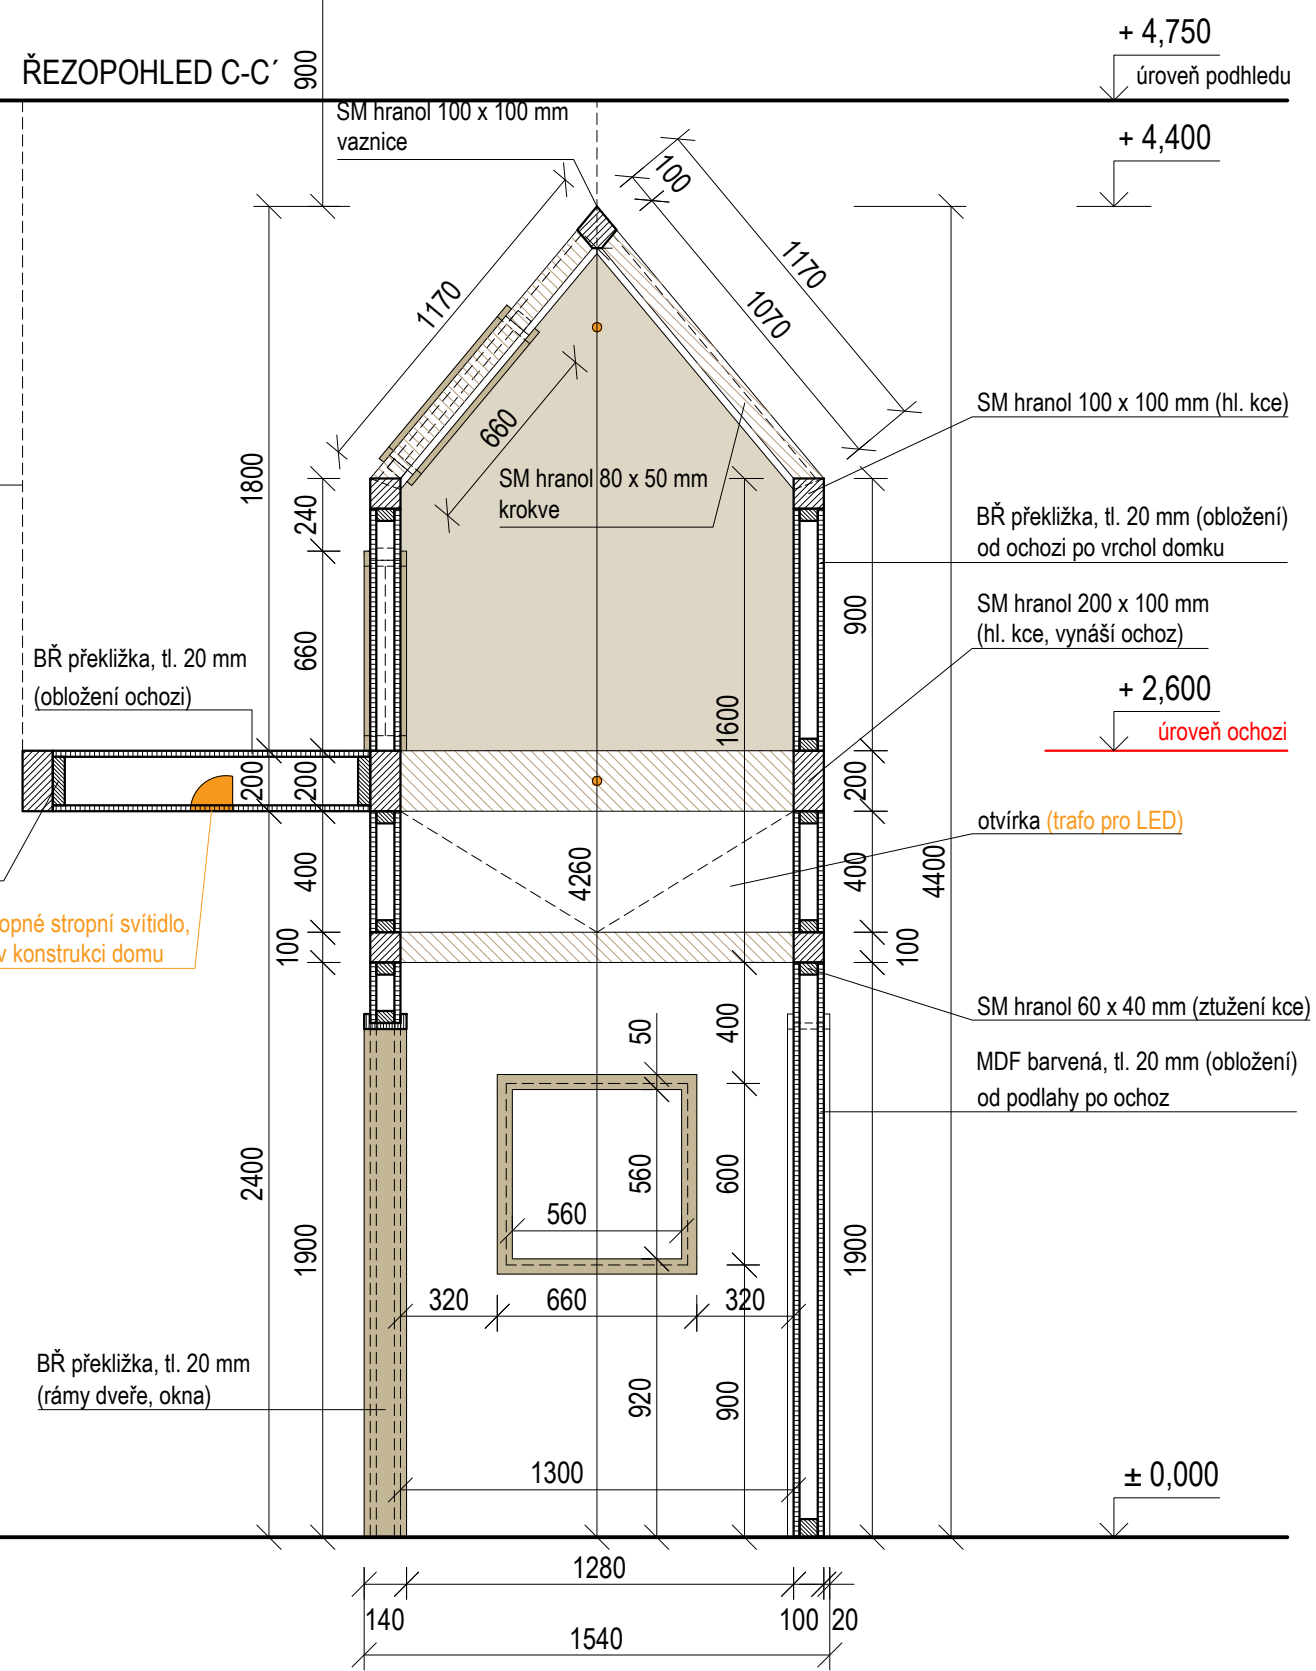 ŘEZOPOHLED C-C´
900
+ 4,750
úroveň podhledu
SM hranol 100 x 100 mm
vaznice
+ 4,400
100
1170
1170
1070
660
SM hranol 100 x 100 mm (hl. kce)
1800
240
SM hranol 80 x 50 mm
krokve
BŘ překližka, tl. 20 mm (obložení)
od ochozi po vrchol domku
900
SM hranol 200 x 100 mm
(hl. kce, vynáší ochoz)
660
BŘ překližka, tl. 20 mm
(obložení ochozi)
+ 2,600
úroveň ochozi
1600
200
200
200
otvírka (trafo pro LED)
400
4260
400
4400
opné stropní svítidlo,
v konstrukci domu
100
100
SM hranol 60 x 40 mm (ztužení kce)
50
400
MDF barvená, tl. 20 mm (obložení)
od podlahy po ochoz
2400
560
600
560
1900
1900
320
660
320
BŘ překližka, tl. 20 mm
(rámy dveře, okna)
920
900
1300
± 0,000
1280
140
100
20
1540